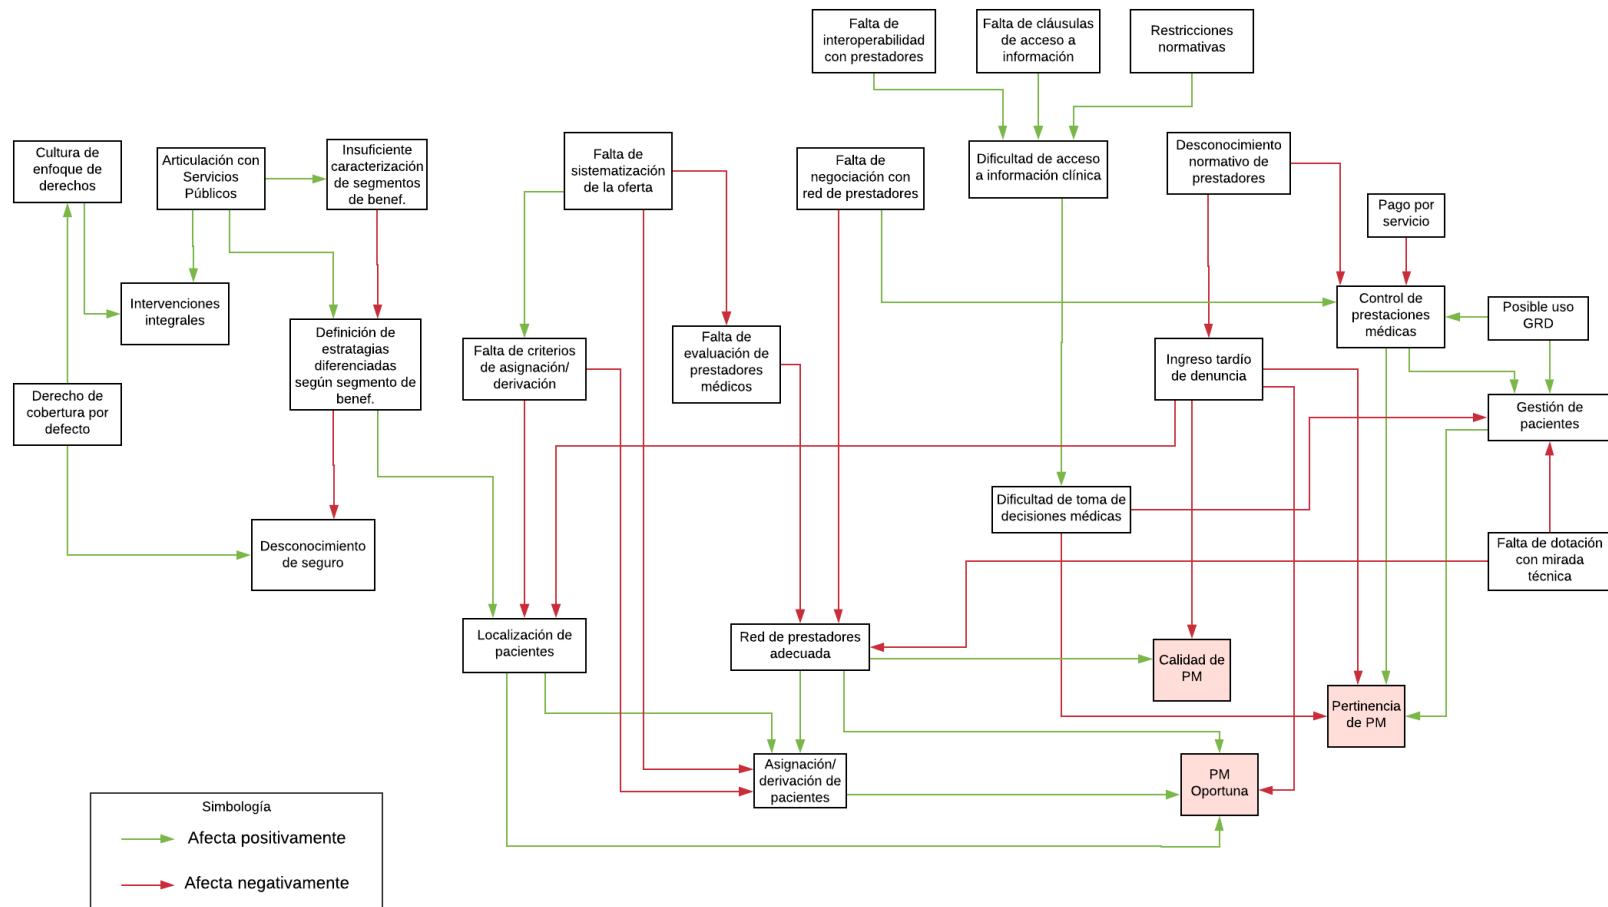 Falta de
interoperabilidad
con prestadores
Falta de cláusulas
de acceso a
información
Restricciones
normativas
Cultura de
enfoque de
derechos
Articulación con
Servicios
Públicos
Insuficiente
caracterización
de segmentos
de benef.
Falta de
sistematización
de la oferta
Falta de
negociación con
red de prestadores
Dificultad de acceso
a información clínica
Desconocimiento
normativo de
prestadores
Pago por
servicio
Intervenciones
integrales
Definición de
estratagias
diferenciadas
según segmento de
benef.
Falta de criterios
de asignación/
derivación
Falta de
evaluación de
prestadores
médicos
Control de
prestaciones
médicas
Posible uso
GRD
Ingreso tardío
de denuncia
Derecho de
cobertura por
defecto
Gestión de
pacientes
Dificultad de toma de
decisiones médicas
Desconocimiento
de seguro
Falta de dotación
con mirada
técnica
Localización de
pacientes
Red de prestadores
adecuada
Calidad de
PM
Pertinencia
de PM
Asignación/
derivación de
pacientes
PM
Oportuna
Simbología
Afecta positivamente
Afecta negativamente